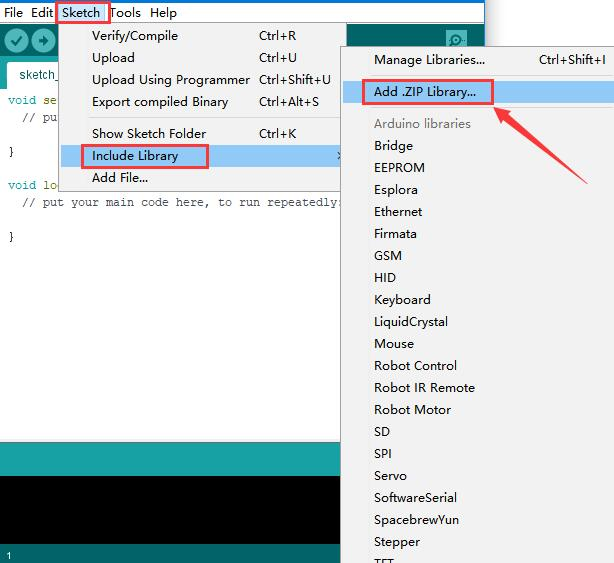 File Edit Sketch Tools Help
Verify/Compile Ctrl+R
Upload Ctrl+U
Upload Using Programmer Ctrl+Shift+U
Export compiled Binary Ctrl+Alt+S
Show Sketch Folder Ctrl+K
Include Library
Add File...
Manage Libraries... Ctrl+Shift+I
Add .ZIP Library...
Arduino libraries
Bridge
EEPROM
Esplora
Ethernet
Firmata
GSM
HID
Keyboard
LiquidCrystal
Mouse
Robot Control
Robot IR Remote
Robot Motor
SD
SPI
Servo
SoftwareSerial
SpacebrewYun
Stepper
sketch_
void se
// pu
}
void lo
// put your main code here, to run repeatedly:
}
1